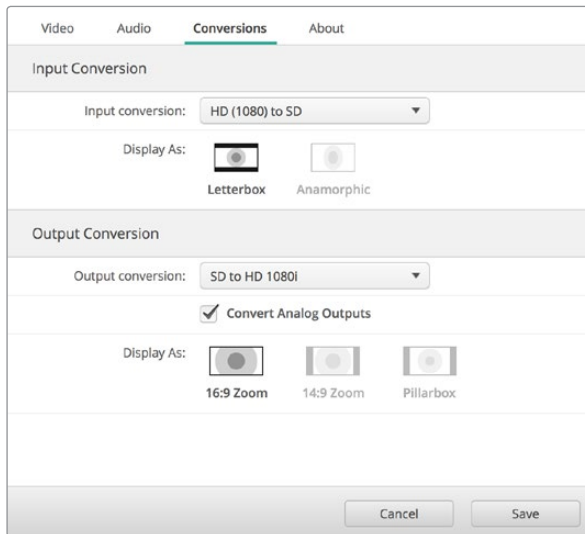 Video Audio Conversions About
Input Conversion
Input conversion: HD (1080) to SD
Display As:
Letterbox Anamorphic
Output Conversion
Output conversion: SD to HD 1080i
Convert Analog Outputs
Display As:
16:9 Zoom 14:9 Zoom Pillarbox
Cancel Save